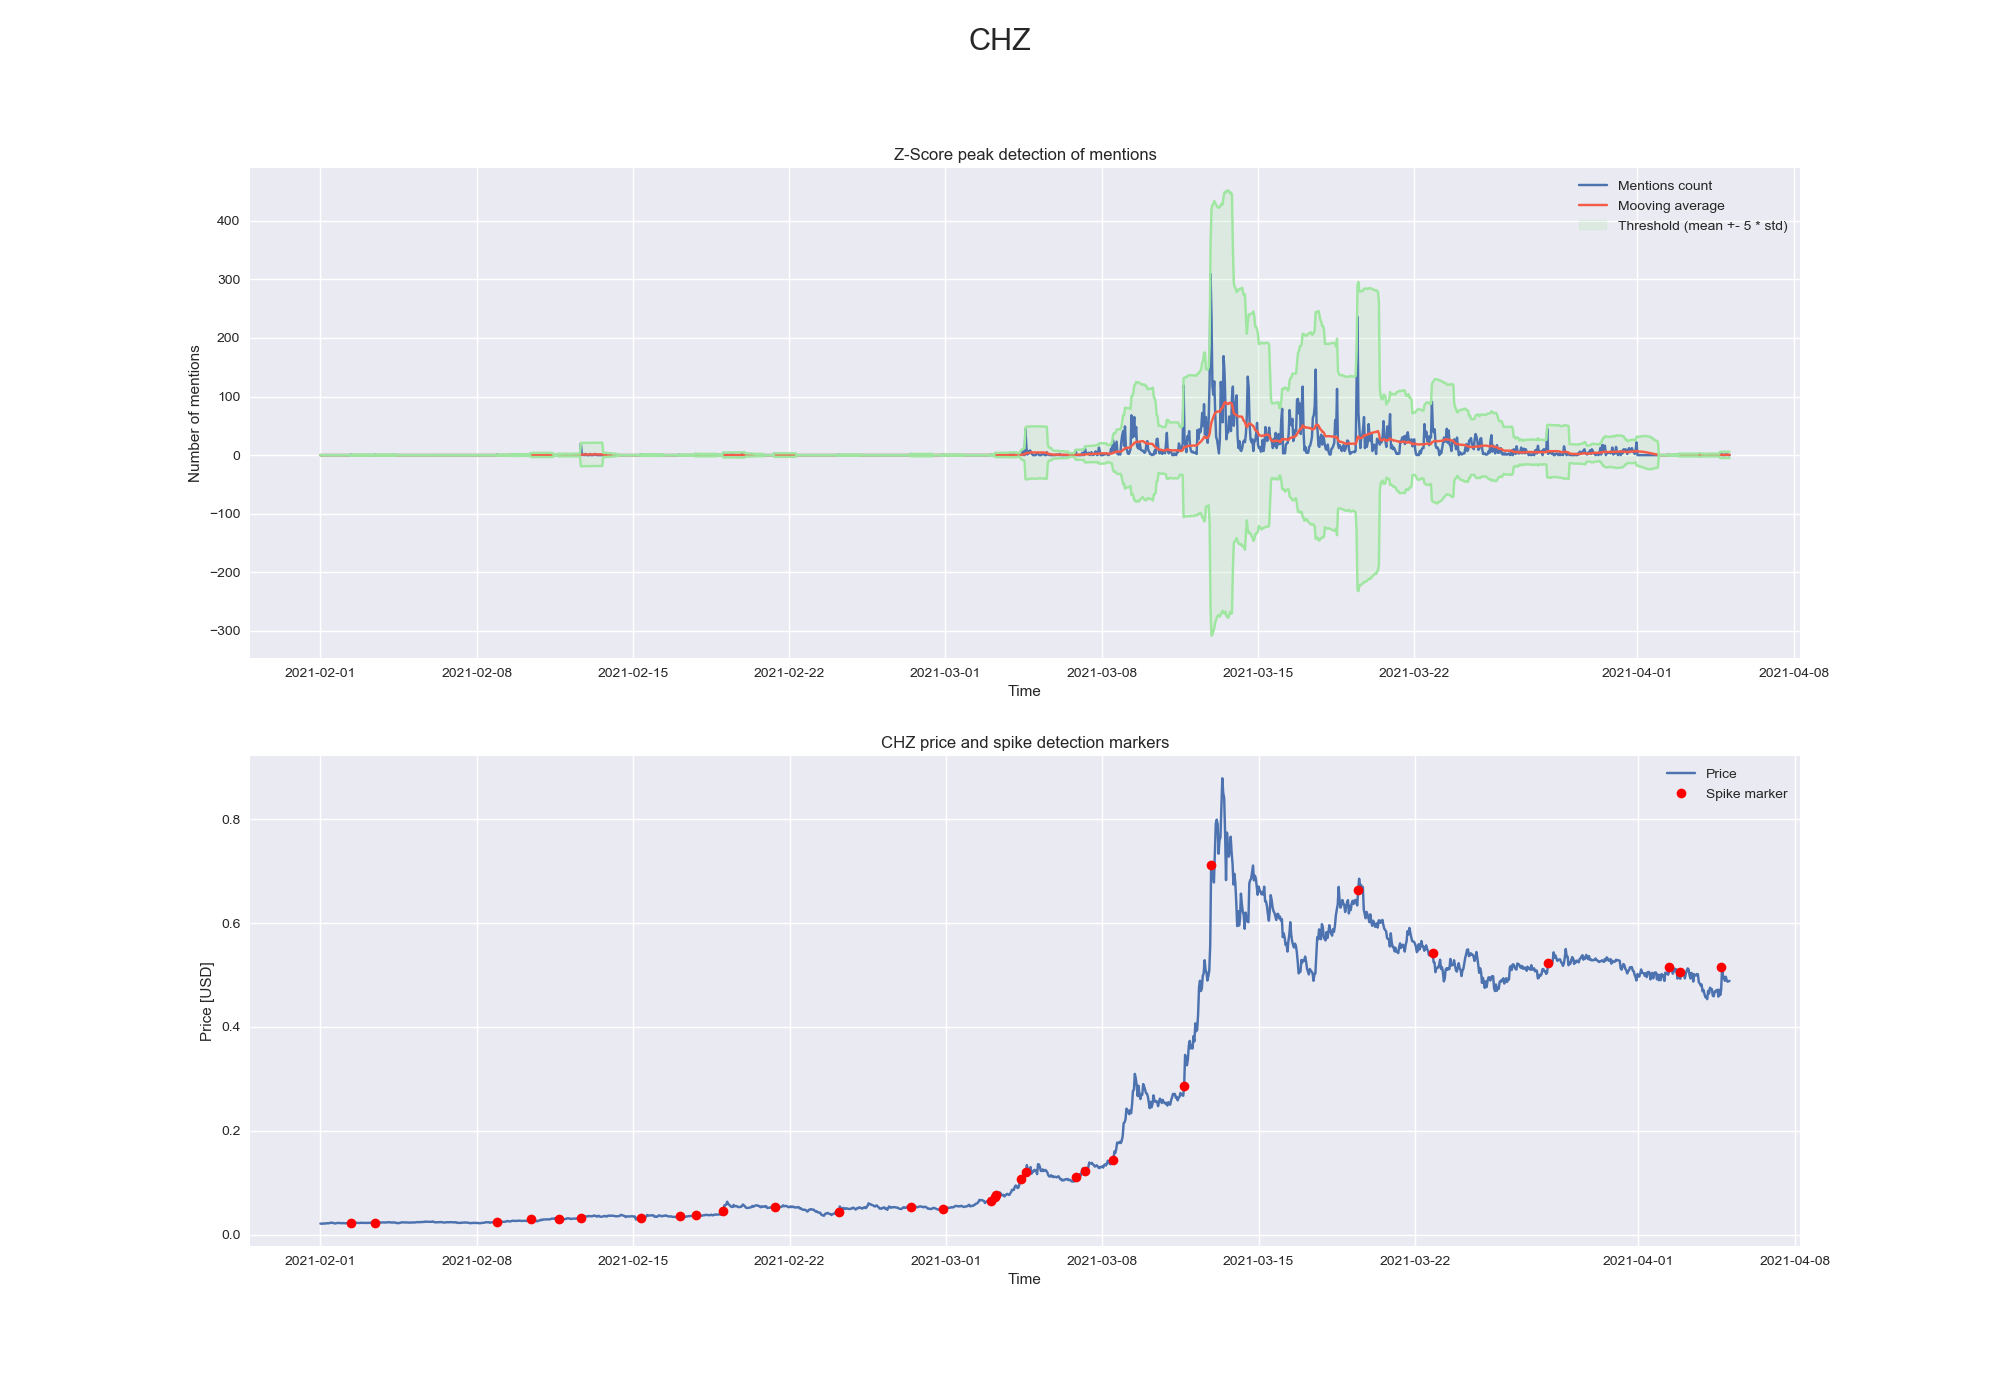 CHZ
Z-Score peak detection of mentions
Mentions count
Mooving average
Threshold (mean +- 5 * std)
Number of mentions
400
300
200
100
0
−100
−200
−300
2021-02-01 2021-02-08 2021-02-15 2021-02-22 2021-03-01 2021-03-08 2021-03-15 2021-03-22 2021-04-01 2021-04-08
Time
CHZ price and spike detection markers
Price
Spike marker
Price [USD]
0.8
0.6
0.4
0.2
0.0
2021-02-01 2021-02-08 2021-02-15 2021-02-22 2021-03-01 2021-03-08 2021-03-15 2021-03-22 2021-04-01 2021-04-08
Time